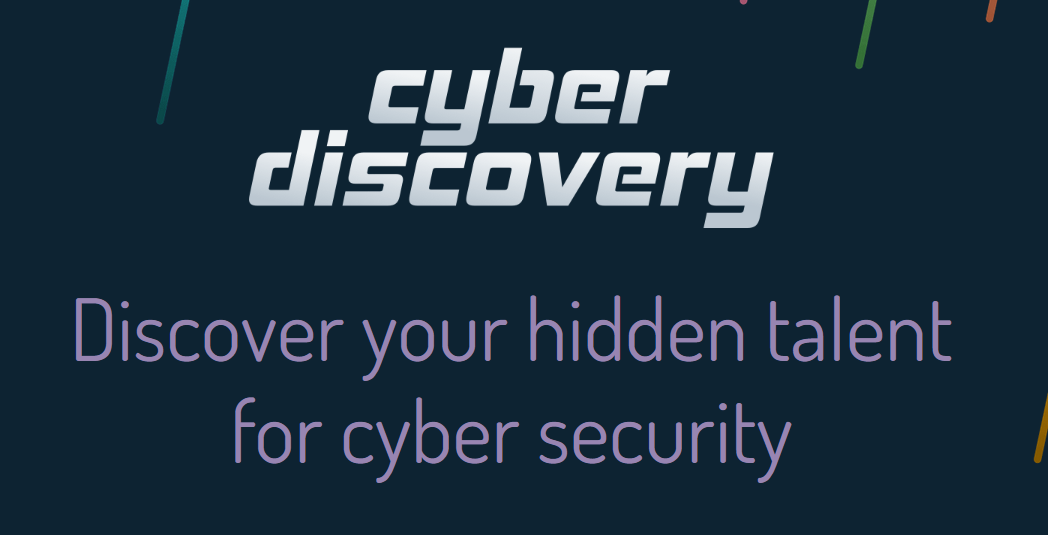 cyber
discovery
Discover your hidden talent
for cyber security